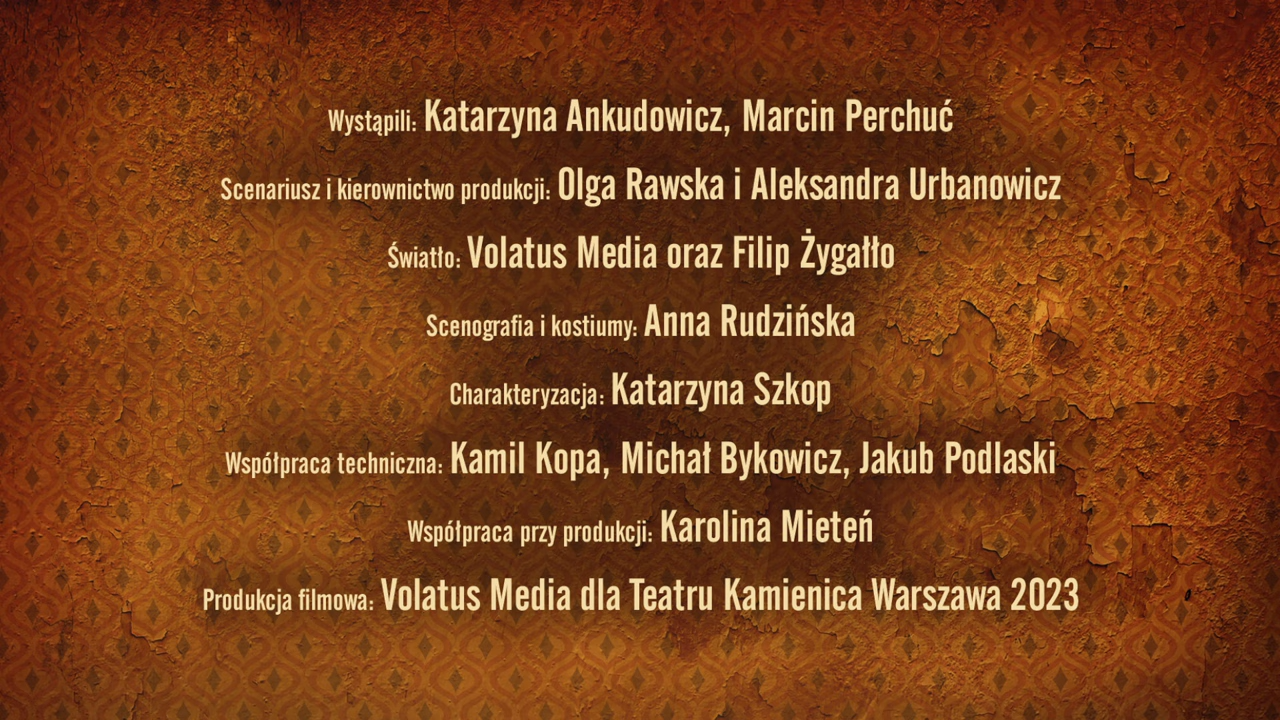 Wystąpili: Katarzyna Ankudowicz, Marcin Perchuć
Scenariusz i kierownictwo produkcji: Olga Rawska i Aleksandra Urbanowicz
Światło: Volatus Media oraz Filip Żygałło
Scenografia i kostiumy: Anna Rudzińska
Charakteryzacja: Katarzyna Szkop
Współpraca techniczna: Kamil Kopa, Michał Bykowicz, Jakub Podlaski
Współpraca przy produkcji: Karolina Mieteń
Produkcja filmowa: Volatus Media dla Teatru Kamienica Warszawa 2023